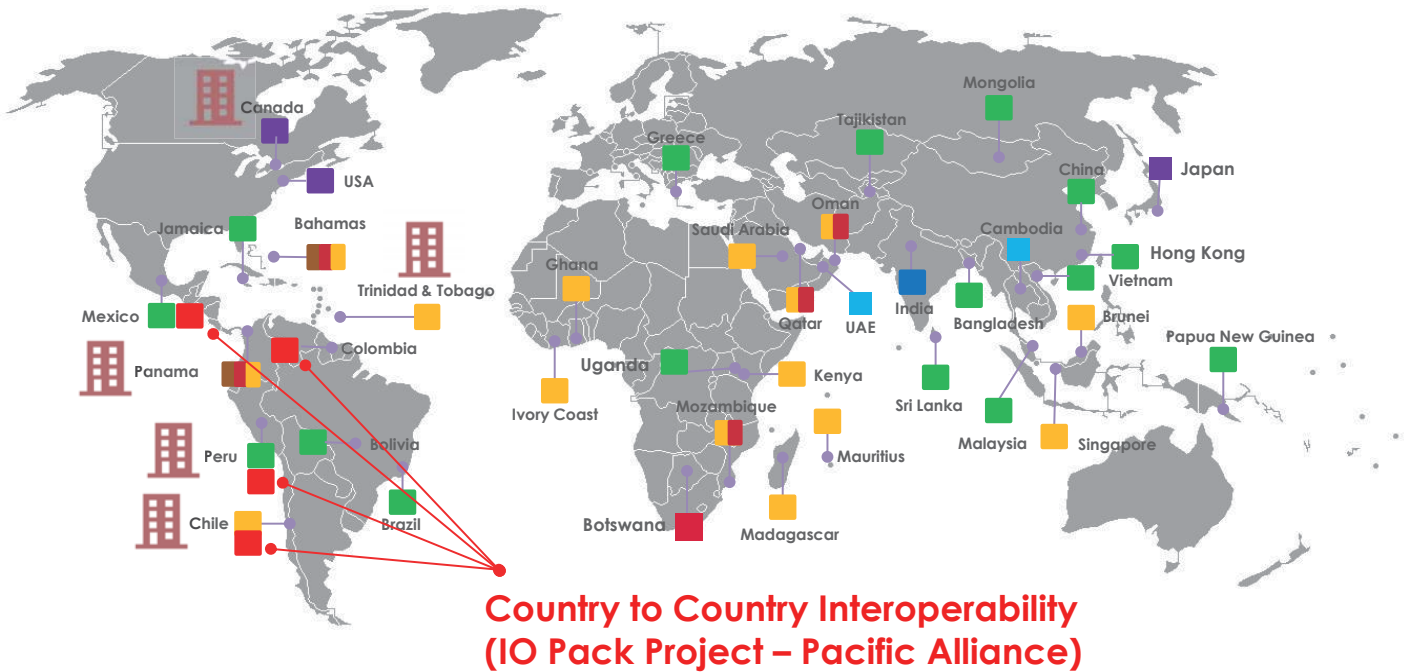 Mongolia
Canada
Tajikistan
Greece
China
Japan
USA
Oman
Jamaica
Bahamas
Saudi Arabia
Cambodia
Hong Kong
Ghana
Vietnam
Trinidad & Tobago
Mexico
Qatar
UAE
India
Bangladesh
Brunei
Papua New Guinea
Colombia
Panama
Uganda
Kenya
Ivory Coast
Mozambique
Sri Lanka
Peru
Bolivia
Malaysia
Singapore
Mauritius
Chile
Brazil
Botswana
Madagascar
Country to Country Interoperability
(IO Pack Project – Pacific Alliance)